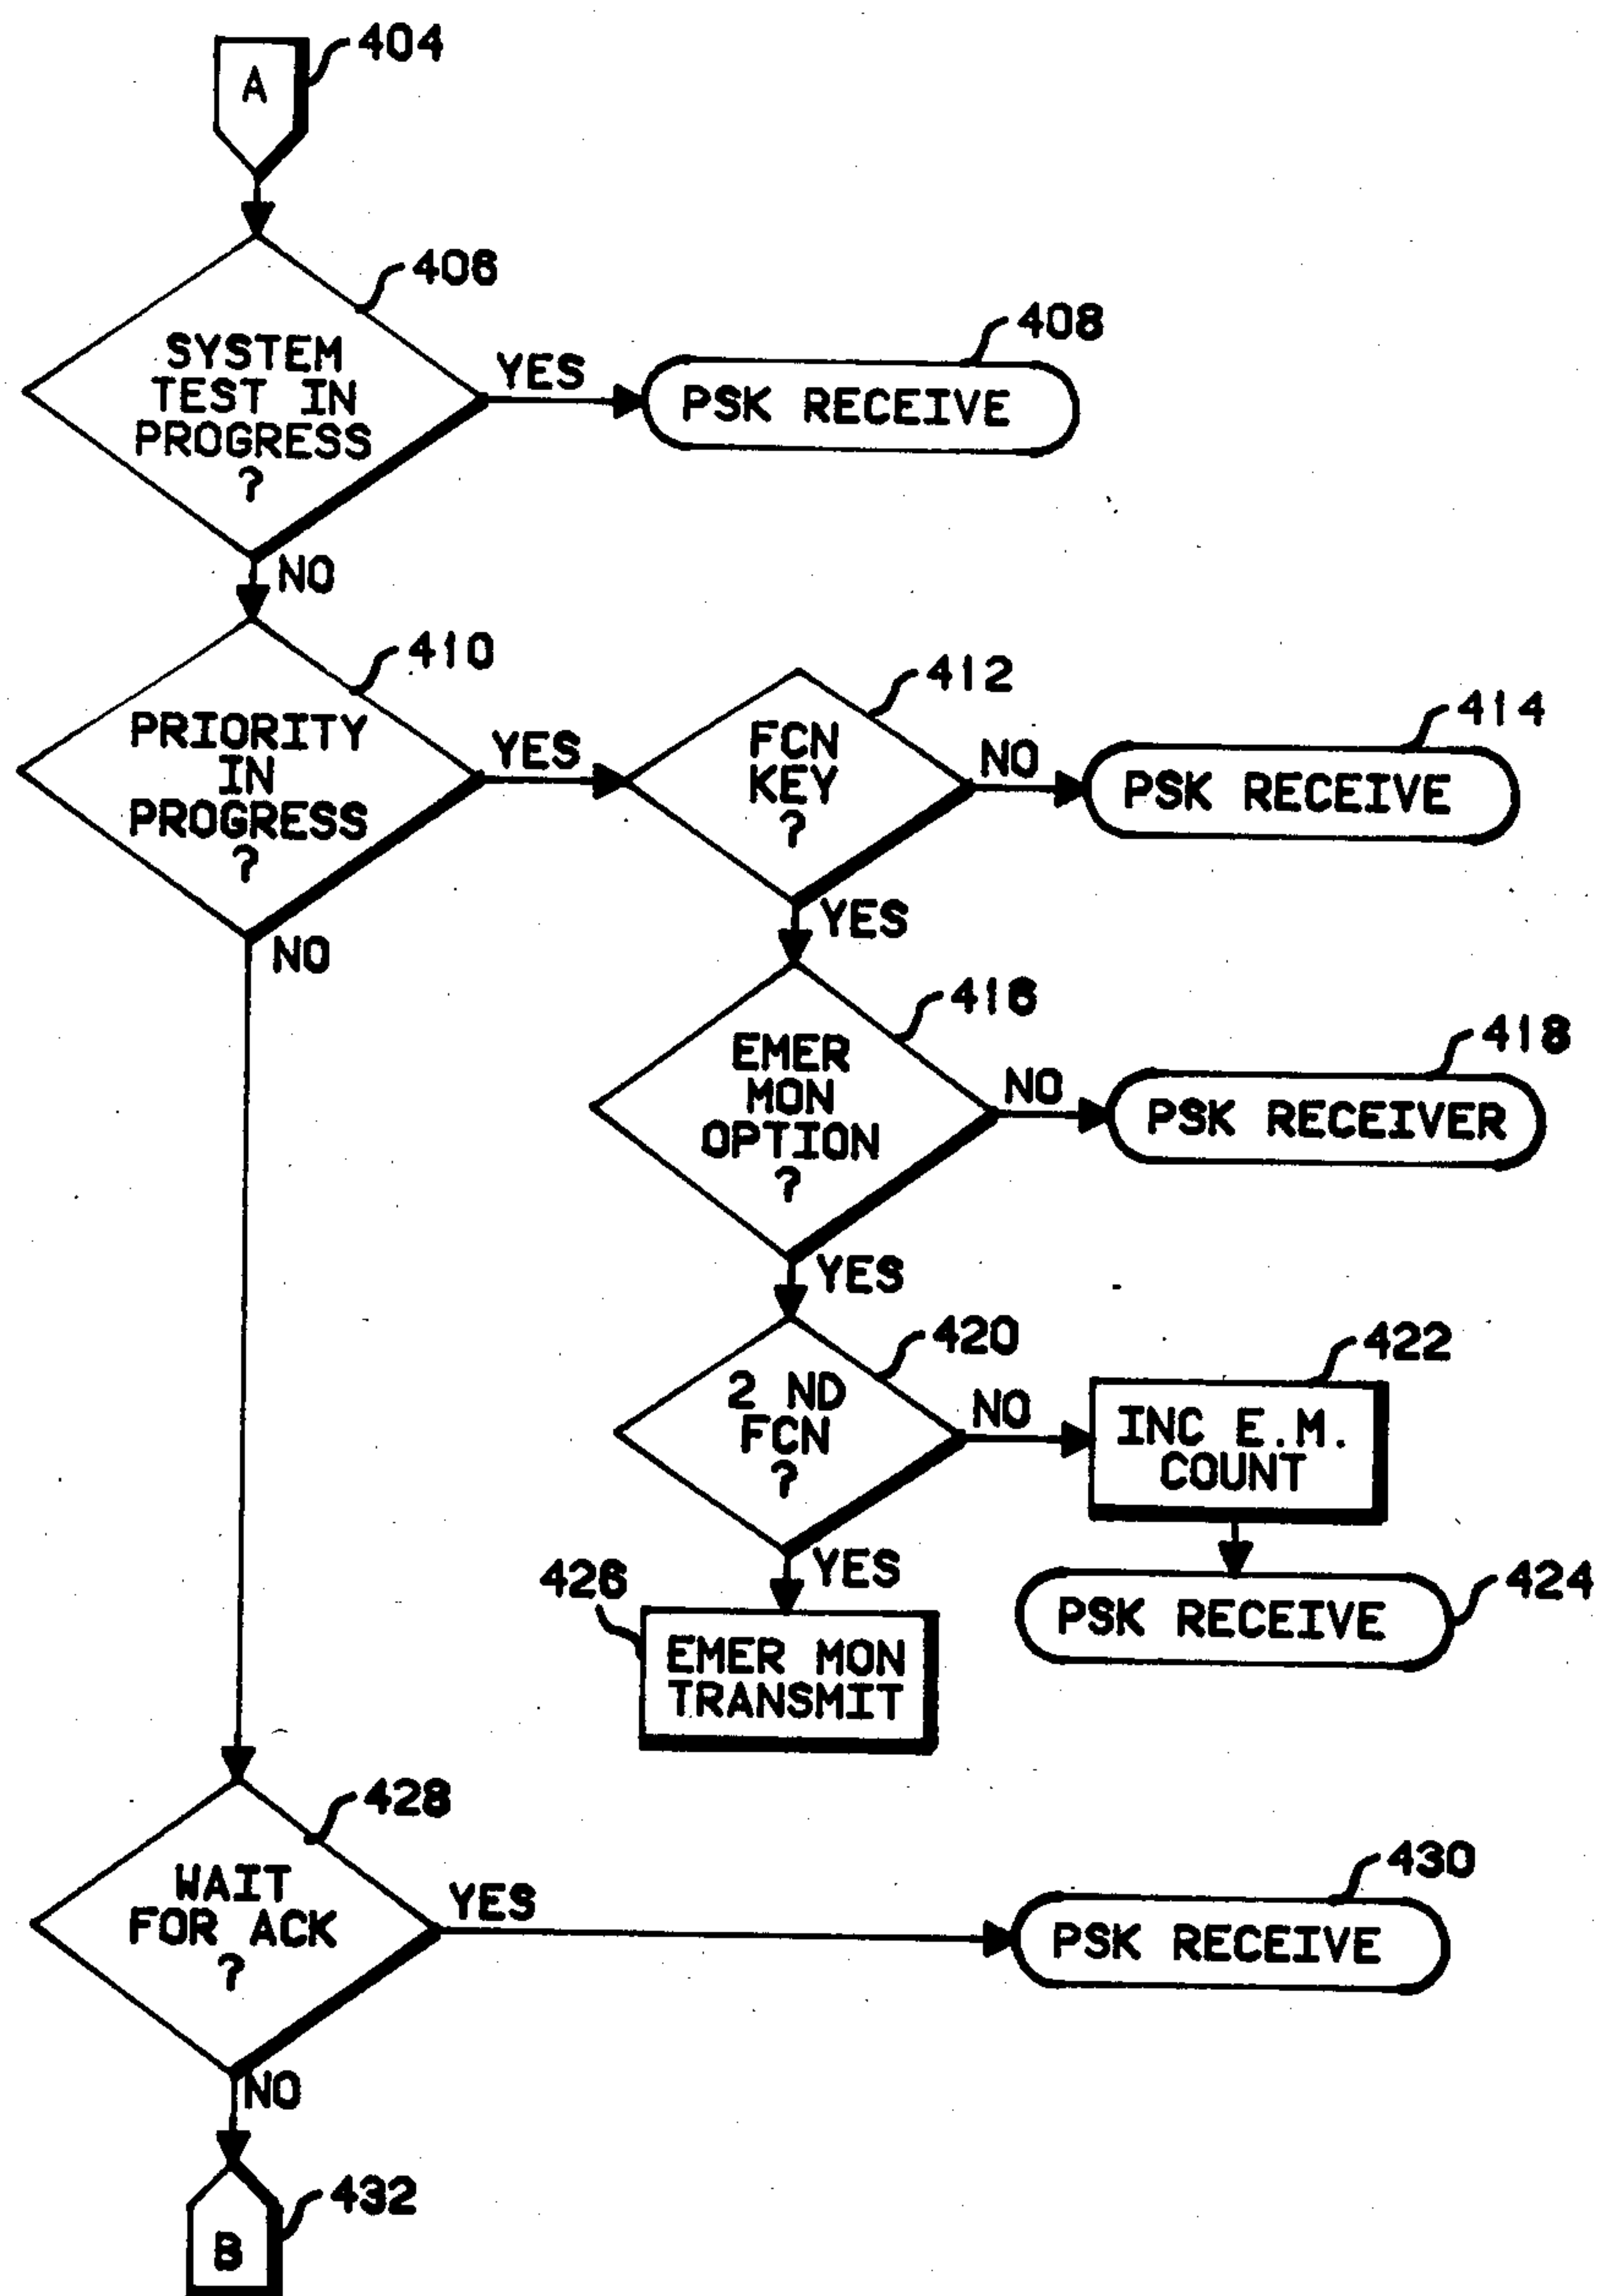 404
A
406
SYSTEM
TEST IN
PROGRESS
?
YES
408
PSK RECEIVE
NO
410
PRIORITY
IN
PROGRESS
?
YES
412
FCN
KEY
?
NO
414
PSK RECEIVE
YES
NO
416
EMER
MON
OPTION
?
NO
418
PSK RECEIVER
YES
420
2 ND
FCN
?
NO
422
INC E.M.
COUNT
YES
424
PSK RECEIVE
426
EMER MON
TRANSMIT
428
WAIT
FOR ACK
?
YES
430
PSK RECEIVE
NO
432
B